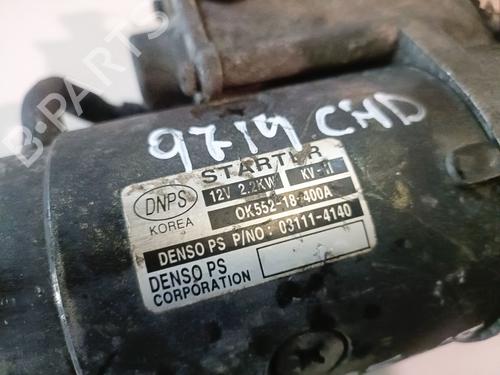 B-PARTS
9714 CHD
STARTER
DNPS
12V 2.2KW KV-II
KOREA
OK552-18-400A
DENSO PS P/NO: 03111-4140
DENSO PS
CORPORATION